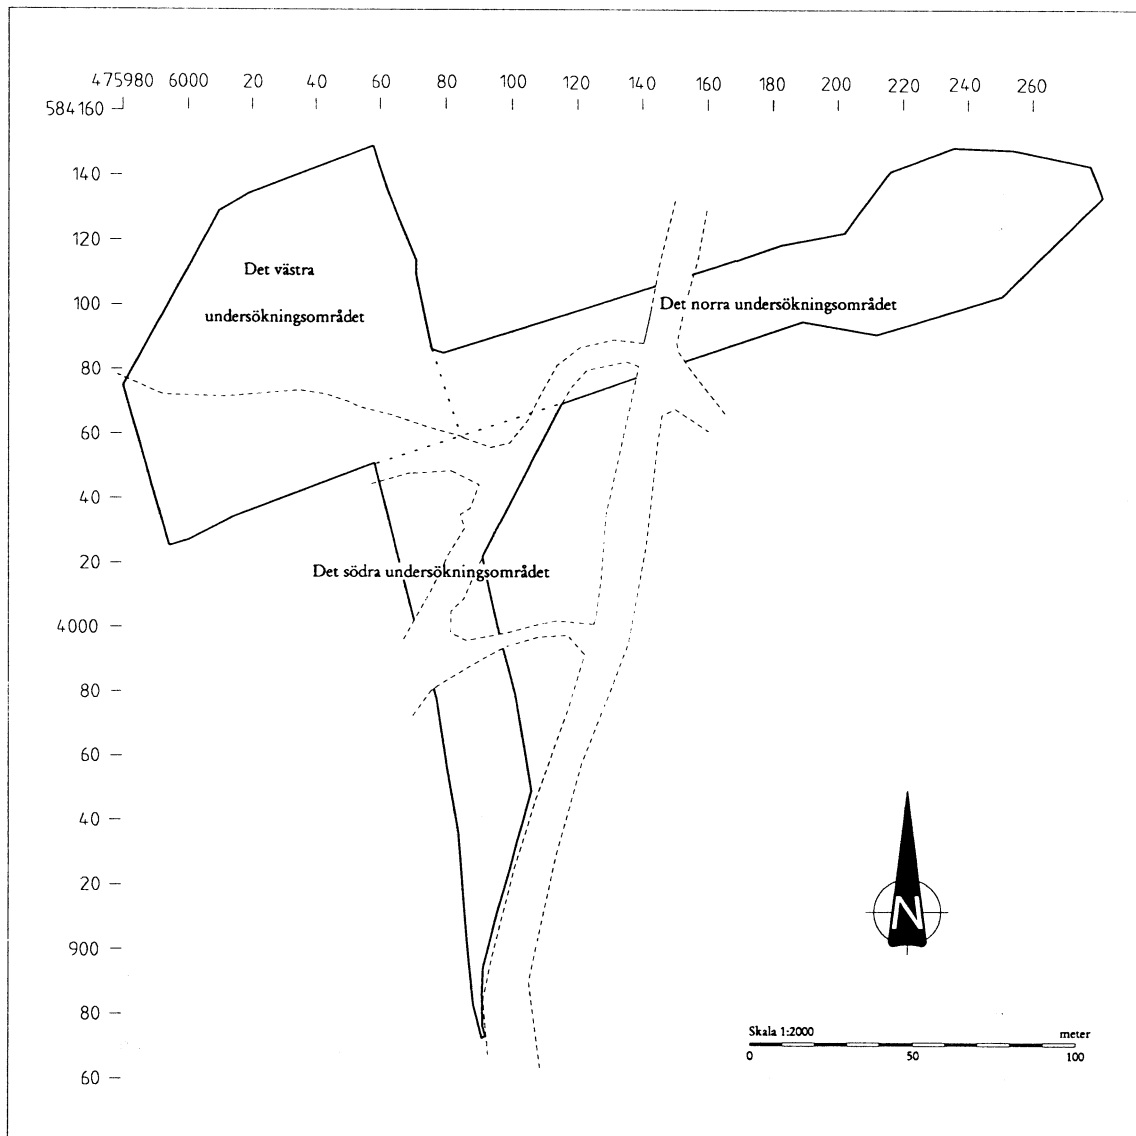 475980 6000 20 40 60 80 100 120 140 160 180 200 220 240 260
584160
140
120
Det västra
undersökningsområdet
100
Det norra undersökningsområdet
80
60
40
20
Det södra undersökningsområdet
4000
80
60
40
20
N
900
80
Skala 1:2000 meter
0 50 100
60